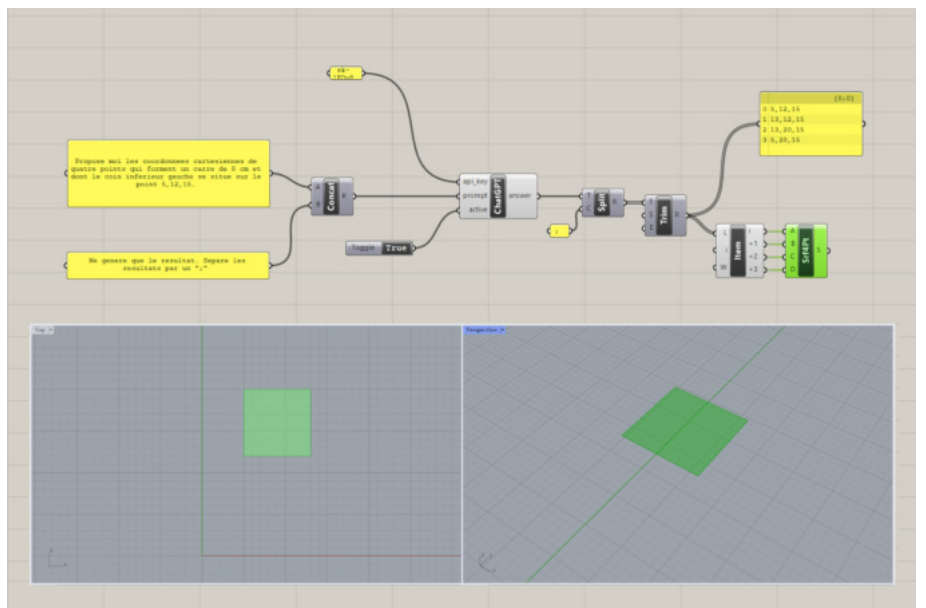 Propose moi les coordonnees cartesiennes de
quatre points qui forment un carre de 8 cm et
dont le coin inferieur gauche se situe sur le
point 5,12,15.
Ne genere que le resultat. Separe les
resultats par un ";"
A
B
Concat
R
sk-
Toggle
True
api_key
prompt
active
ChatGPT
answer
;
Split
R
Trim
R
{0;0}
0 5,12,15
1 13,12,15
2 13,20,15
3 5,20,15
L
i
W
Item
i
+1
+2
+3
A
B
C
D
Srf4Pt
S
Top
Perspective